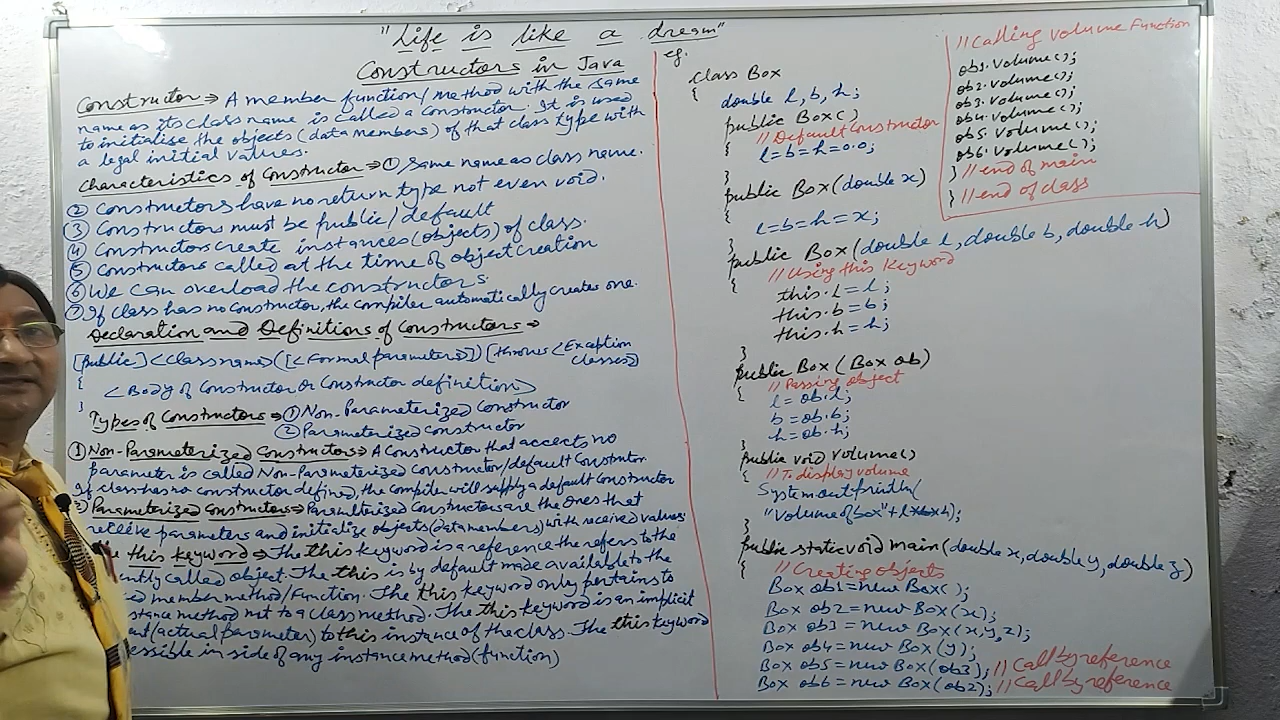 "Life is like a dream"
Constructors in Java
Constructor → A member function/method with the same
name as its class name is called a constructor. It is used
to initialise the objects (data members) of that class type with
a legal initial values.
Characteristics of Constructor → ① Same name as class name.
② Constructors have no return type not even void.
③ Constructors must be public/default
④ Constructors create instances (objects) of class.
⑤ Constructors called at the time of object creation
⑥ We can overload the constructors.
⑦ If class has no constructor, the compiler automatically creates one.
Declaration and Definitions of Constructors →
[public] <class name> ([<Formal parameters>]) [throws <Exception
classes>]
{
<Body of Constructor or Constructor definition>
}
Types of Constructors → ① Non-Parameterized Constructor
② Parameterized Constructor
① Non-Parameterized Constructors → A Constructor that accepts no
parameter is called Non-Parameterized Constructor/default Constrtor.
If class has no constructor defined, the compiler will supply a default constructor
② Parameterized Constructors → Parameterized Constructors are the ones that
receive parameters and initialize objects (data members) with received values.
the this keyword → The this keyword is a reference the refers to the
ently called object. The this is by default made available to the
d member method/Function. The this keyword only pertains to
stance method not to a class method. The this keyword is an implicit
(actual parameter) to this instance of the class. The this keyword
essible in side of any instance method (function)
eg.
class Box
{
double l, b, h;
public Box()
// Default Constructor
{
l=b=h=0.0;
}
public Box(double x)
{
l=b=h=x;
}
public Box(double l, double b, double h)
// Using this Keyword
{
this.l=l;
this.b=b;
this.h=h;
}
public Box(Box ob)
// Passing object
{
l=ob.l;
b=ob.b;
h=ob.h;
}
public void volume()
// To display volume
{
System.out.println(
"Volume of box"+l*b*h);
}
public static void main(double x, double y, double z)
{
// Creating objects
Box ob1=new Box();
Box ob2=new Box(x);
Box ob3=new Box(x,y,z);
Box ob4=new Box(y);
Box ob5=new Box(ob3); // Call by reference
Box ob6=new Box(ob2); // Call by reference
// Calling volume Function
ob1.volume();
ob2.volume();
ob3.volume();
ob4.volume();
ob5.volume();
ob6.volume();
} // end of main
} // end of class